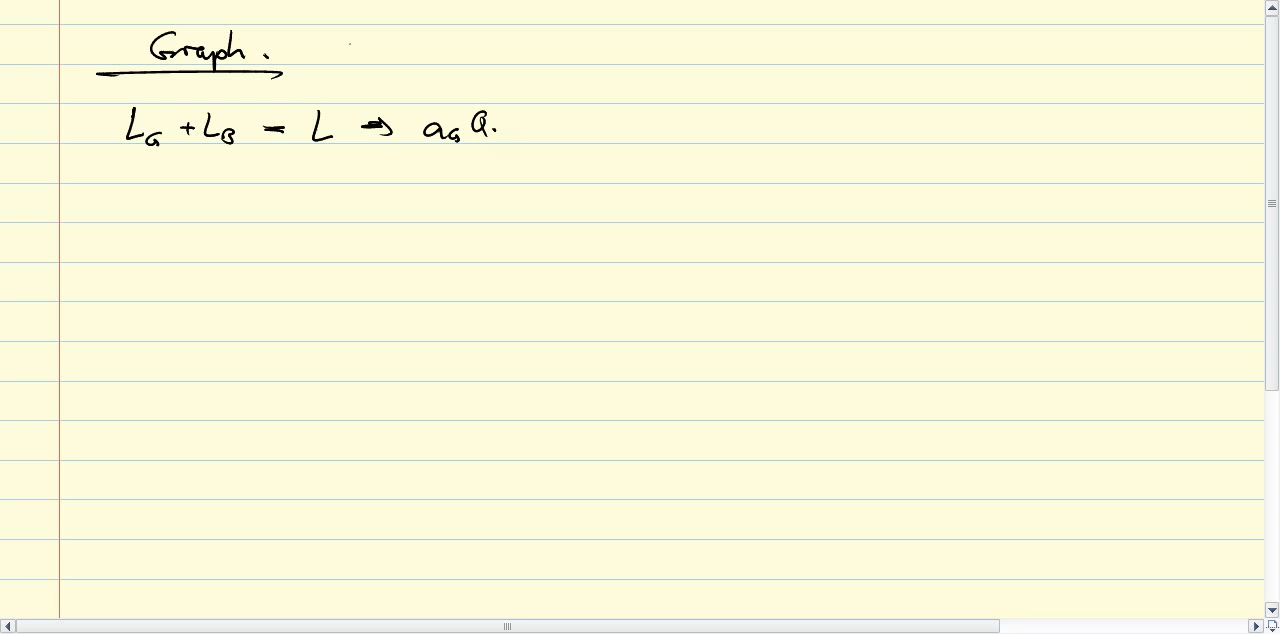 Graph.
L_G + L_B = L ⇒ a_G Q.